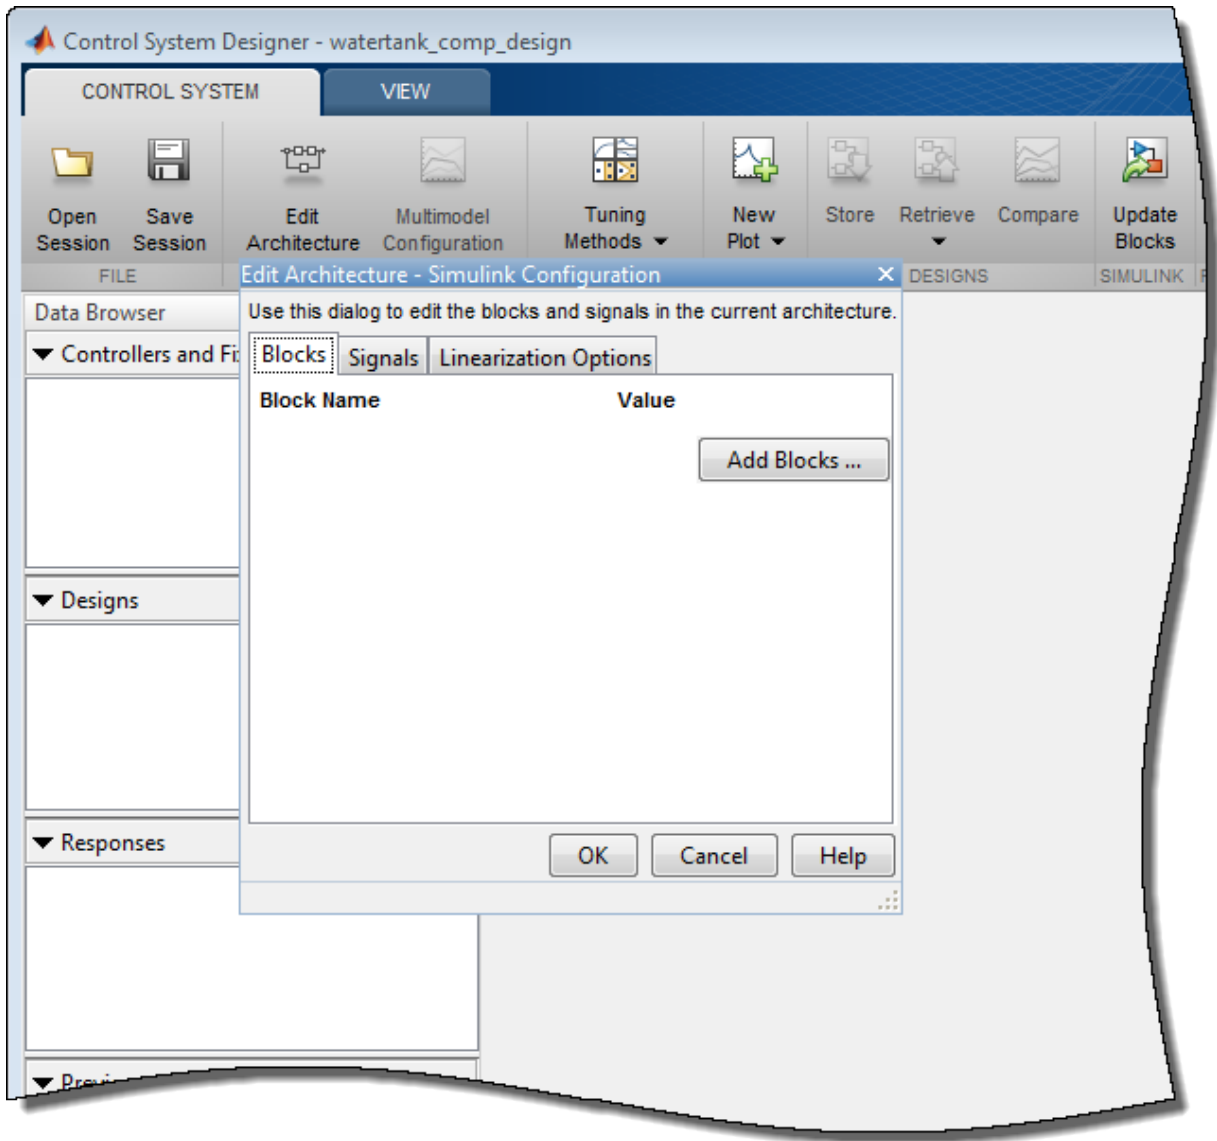 Control System Designer - watertank_comp_design
CONTROL SYSTEM
VIEW
Open Session
Save Session
Edit Architecture
Multimodel Configuration
Tuning Methods
New Plot
Store
Retrieve
Compare
Update Blocks
FILE
DESIGNS
SIMULINK
Edit Architecture - Simulink Configuration
Use this dialog to edit the blocks and signals in the current architecture.
Blocks
Signals
Linearization Options
Block Name
Value
Add Blocks ...
OK
Cancel
Help
Data Browser
Controllers and Fi
Designs
Responses